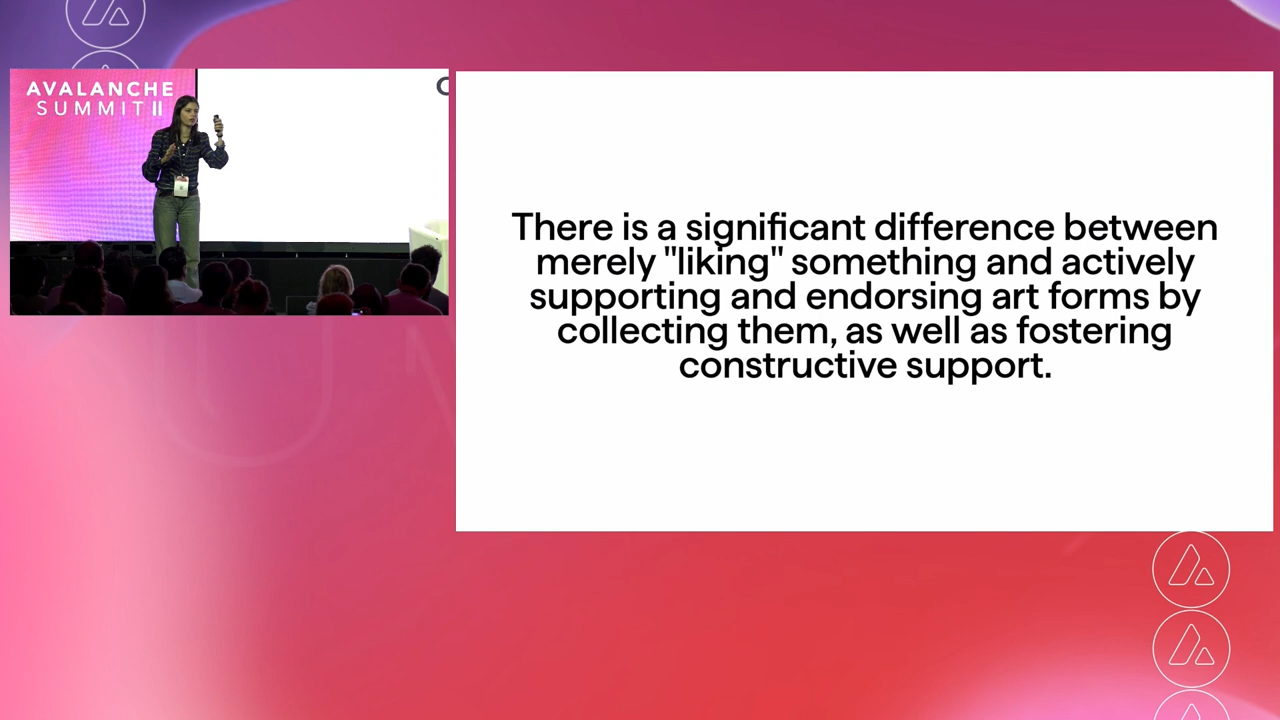 AVALANCHE
SUMMIT II
There is a significant difference between
merely "liking" something and actively
supporting and endorsing art forms by
collecting them, as well as fostering
constructive support.